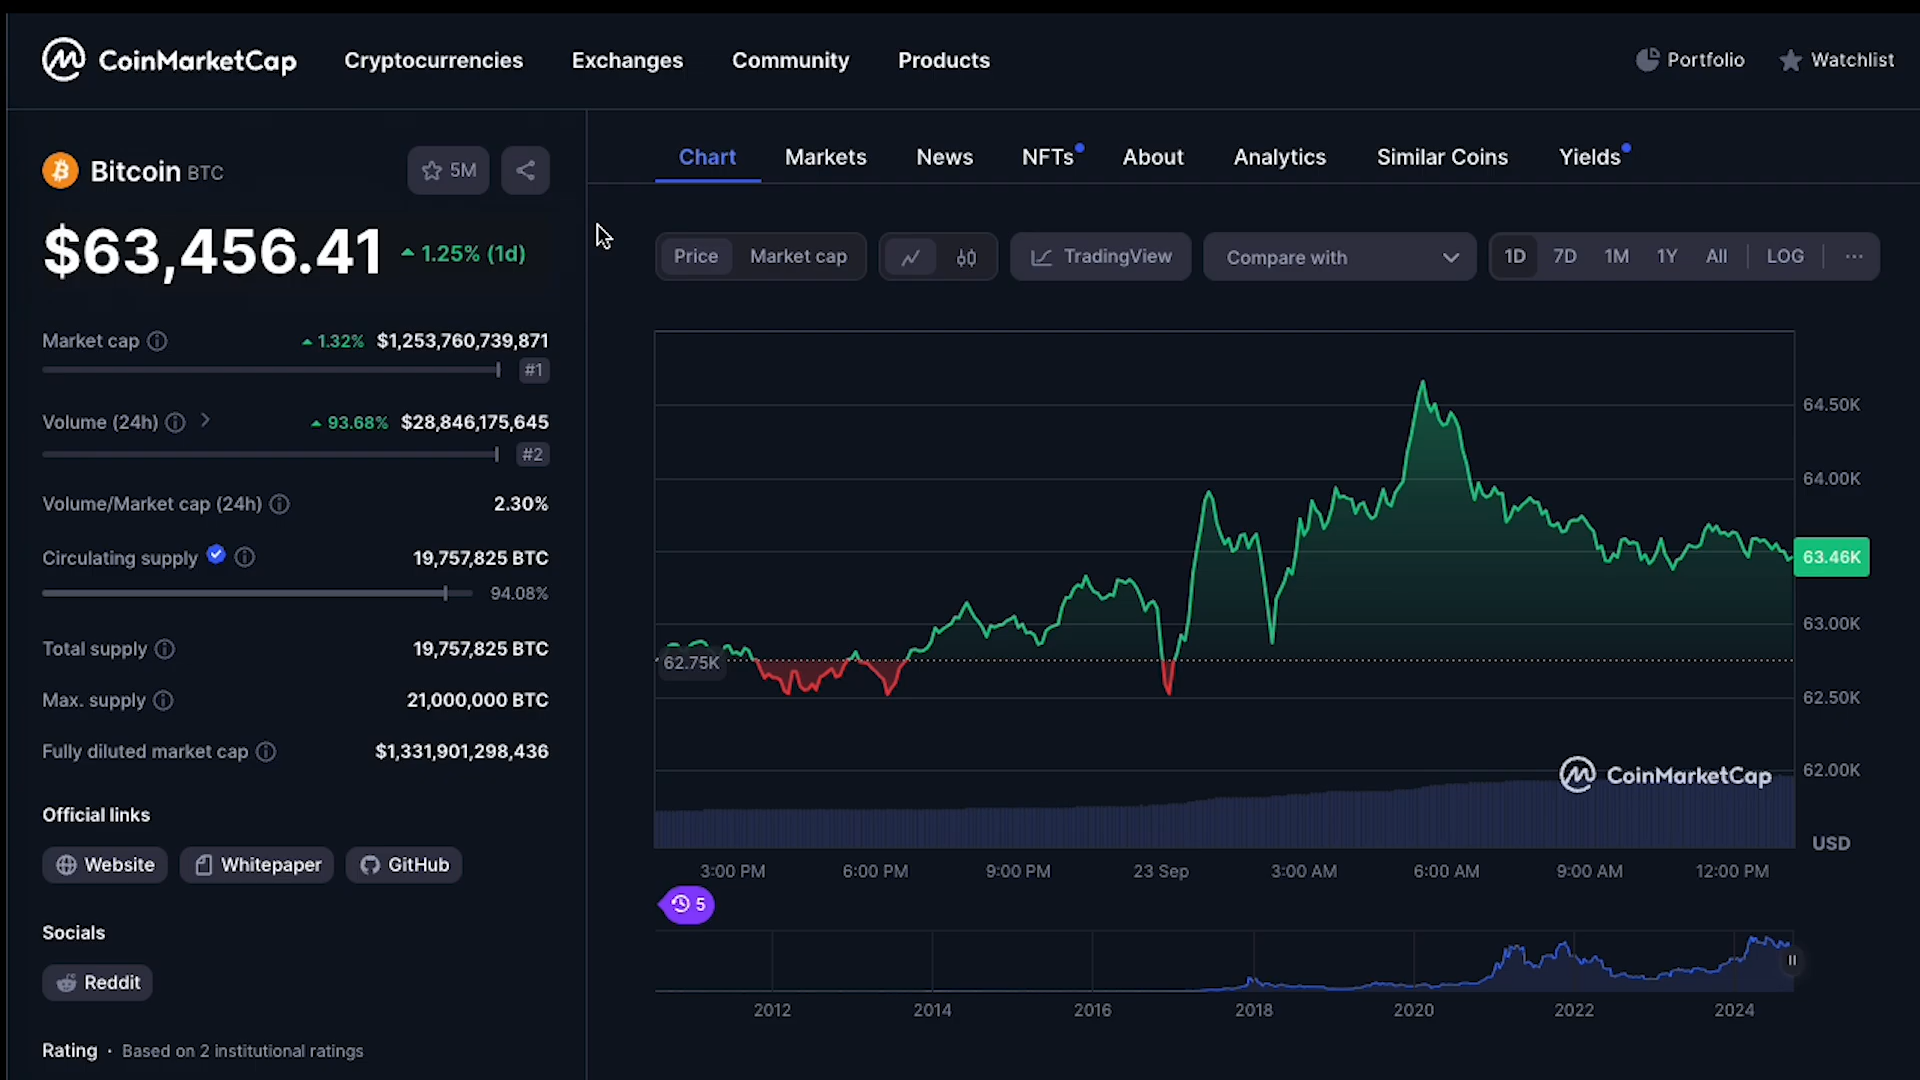 CoinMarketCap Cryptocurrencies Exchanges Community Products Portfolio Watchlist
Bitcoin BTC 5M
$63,456.41 1.25% (1d)
Market cap 1.32% $1,253,760,739,871
#1
Volume (24h) 93.68% $28,846,175,645
#2
Volume/Market cap (24h) 2.30%
Circulating supply 19,757,825 BTC
94.08%
Total supply 19,757,825 BTC
Max. supply 21,000,000 BTC
Fully diluted market cap $1,331,901,298,436
Official links
Website Whitepaper GitHub
Socials
Reddit
Rating · Based on 2 institutional ratings
Chart Markets News NFTs About Analytics Similar Coins Yields
Price Market cap TradingView Compare with 1D 7D 1M 1Y All LOG ...
64.50K
64.00K
63.46K
63.00K
62.75K
62.50K
62.00K
CoinMarketCap
USD
3:00 PM 6:00 PM 9:00 PM 23 Sep 3:00 AM 6:00 AM 9:00 AM 12:00 PM
5
2012 2014 2016 2018 2020 2022 2024